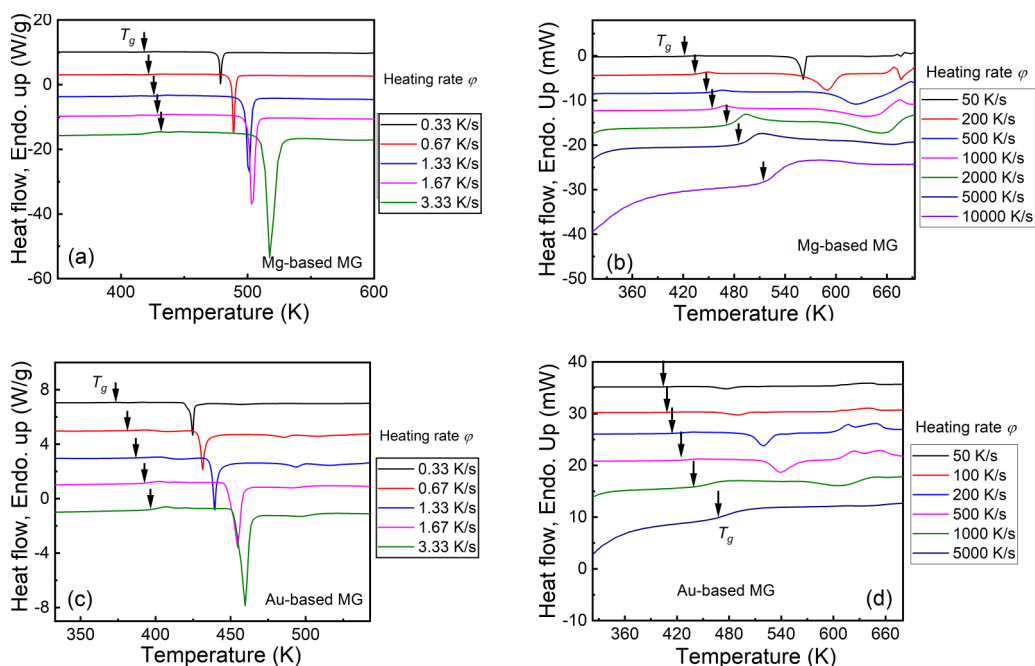 Heat flow, Endo. up (W/g)
20
10
0
-20
-40
-60
T_g
Heating rate φ
0.33 K/s
0.67 K/s
1.33 K/s
1.67 K/s
3.33 K/s
(a)
Mg-based MG
400 500 600
Temperature (K)
Heat flow, Endo. Up (mW)
10
0
-10
-20
-30
-40
-50
T_g
Heating rate φ
50 K/s
200 K/s
500 K/s
1000 K/s
2000 K/s
5000 K/s
10000 K/s
(b)
Mg-based MG
360 420 480 540 600 660
Temperature (K)
Heat flow, Endo. Up (W/g)
8
4
0
-4
-8
T_g
Heating rate φ
0.33 K/s
0.67 K/s
1.33 K/s
1.67 K/s
3.33 K/s
(c)
Au-based MG
350 400 450 500
Temperature (K)
Heat flow, Endo. Up (mW)
40
30
20
10
0
-10
T_g
Heating rate φ
50 K/s
100 K/s
200 K/s
500 K/s
1000 K/s
5000 K/s
(d)
Au-based MG
360 420 480 540 600 660
Temperature (K)